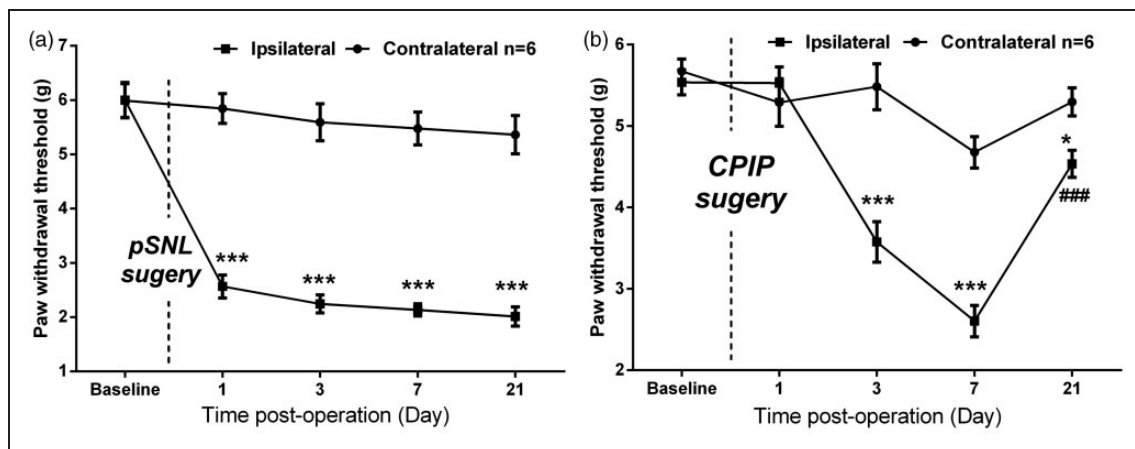 (a)
Ipsilateral Contralateral n=6
Paw withdrawal threshold (g)
7
6
5
4
3
2
1
pSNL
sugery
***
***
***
***
Baseline 1 3 7 21
Time post-operation (Day)
(b)
Ipsilateral Contralateral n=6
Paw withdrawal threshold (g)
6
5
4
3
2
CPIP
sugery
***
***
*
###
Baseline 1 3 7 21
Time post-operation (Day)